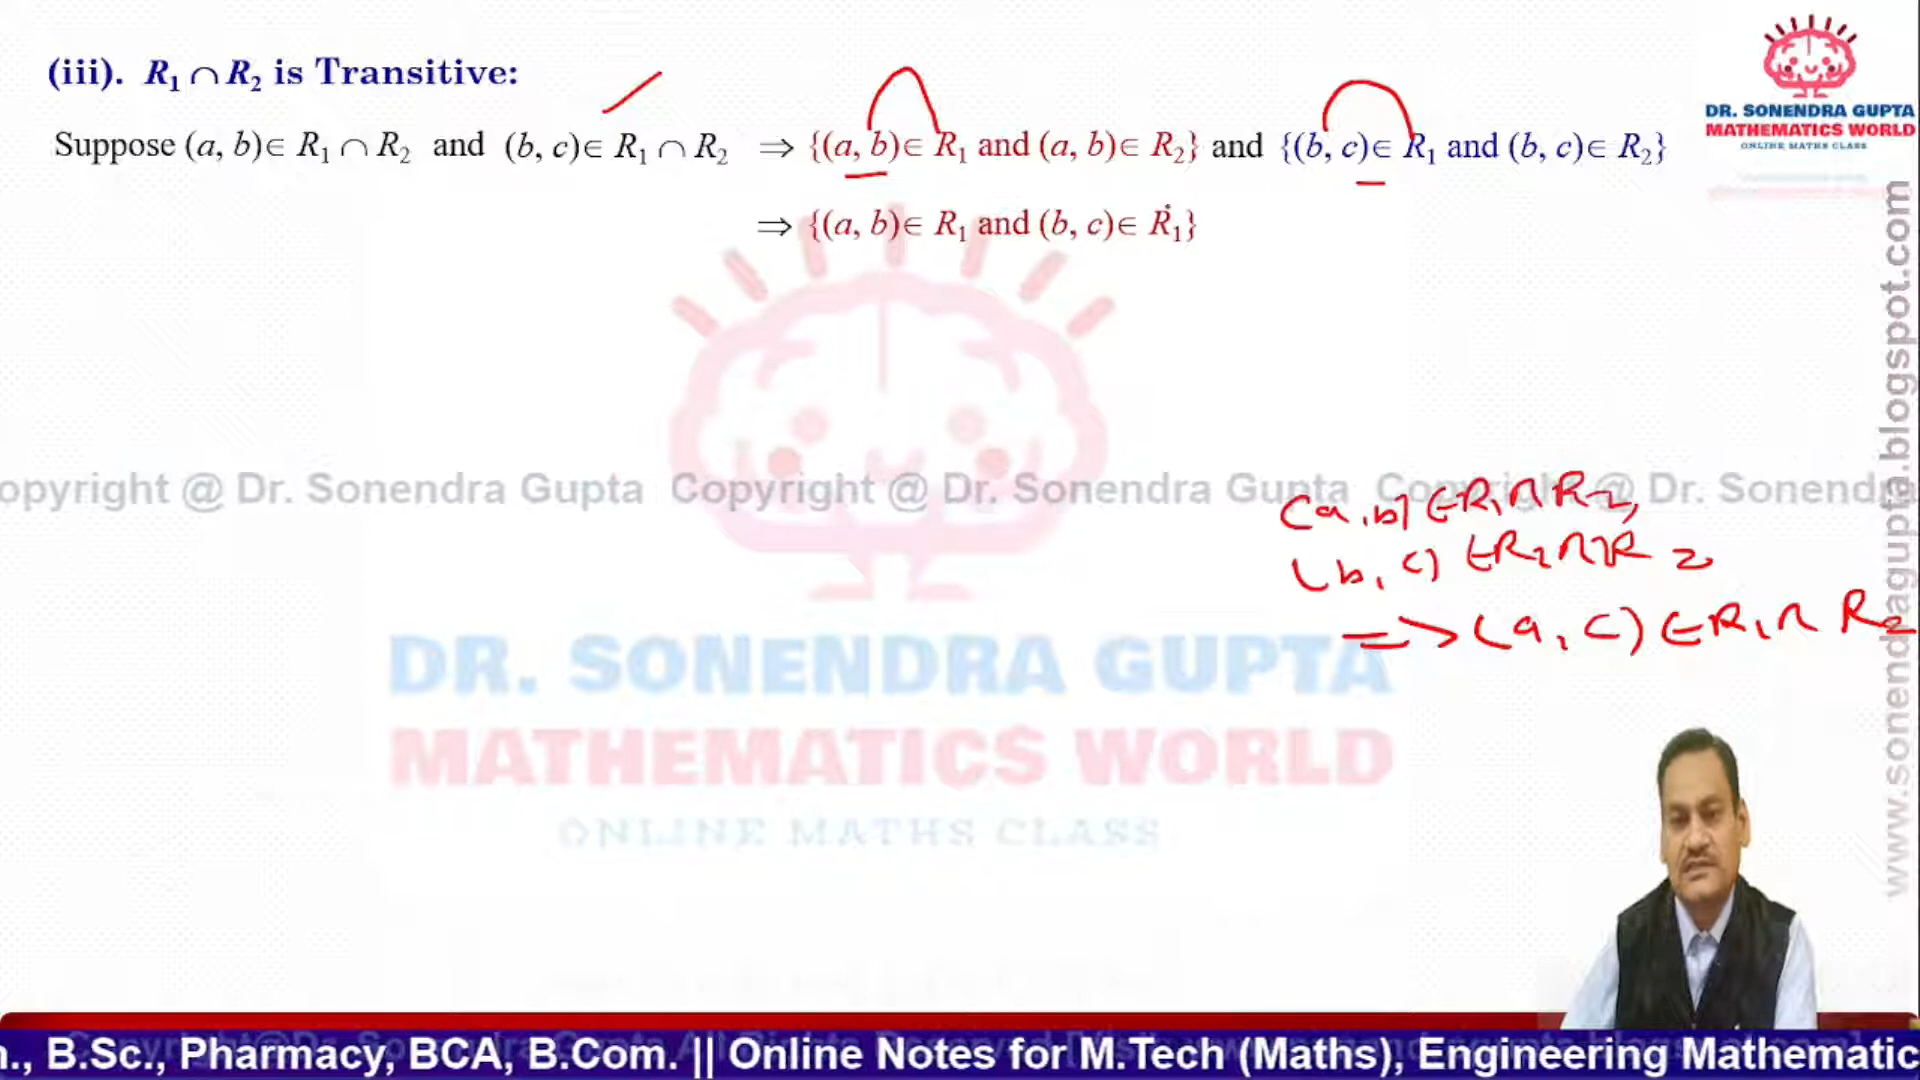 (iii). R₁ ∩ R₂ is Transitive:
Suppose (a, b)∈ R₁ ∩ R₂ and (b, c)∈ R₁ ∩ R₂ ⇒ {(a, b)∈ R₁ and (a, b)∈ R₂} and {(b, c)∈ R₁ and (b, c)∈ R₂}
⇒ {(a, b)∈ R₁ and (b, c)∈ R₁}
DR. SONENDRA GUPTA
MATHEMATICS WORLD
ONLINE MATHS CLASS
www.sonendragupta.blogspot.com
opyright @ Dr. Sonendra Gupta Copyright @ Dr. Sonendra Gupta Copyright @ Dr. Sonend
(a, b) ∈ R₁ ∩ R₂,
(b, c) ∈ R₁ ∩ R₂
⇒ (a, c) ∈ R₁ ∩ R₂
DR. SONENDRA GUPTA
MATHEMATICS WORLD
ONLINE MATHS CLASS
n., B.Sc., Pharmacy, BCA, B.Com. || Online Notes for M.Tech (Maths), Engineering Mathematic